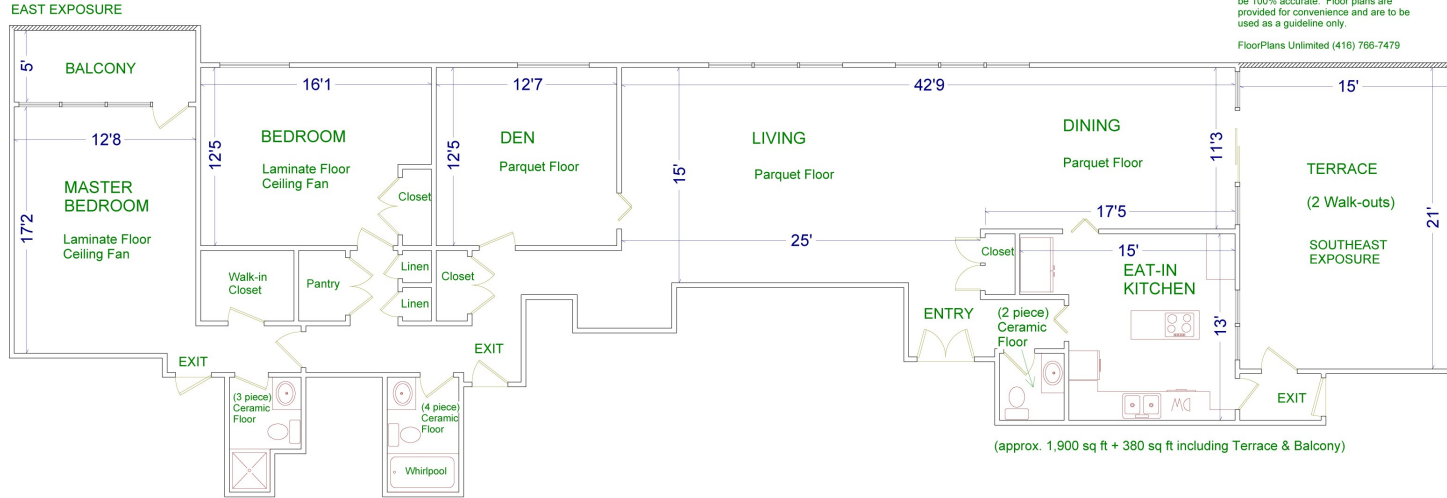 EAST EXPOSURE
be 100% accurate. Floor plans are
provided for convenience and are to be
used as a guideline only.
FloorPlans Unlimited (416) 766-7479
5'
BALCONY
16'1
12'7
42'9
15'
12'8
BEDROOM
Laminate Floor
Ceiling Fan
12'5
DEN
Parquet Floor
12'5
LIVING
Parquet Floor
15'
DINING
Parquet Floor
11'3
TERRACE
(2 Walk-outs)
SOUTHEAST
EXPOSURE
21'
MASTER
BEDROOM
Laminate Floor
Ceiling Fan
17'2
Closet
17'5
25'
Walk-in
Closet
Pantry
Linen
Linen
Closet
Closet
15'
EAT-IN
KITCHEN
13'
ENTRY
(2 piece)
Ceramic
Floor
EXIT
EXIT
(3 piece)
Ceramic
Floor
(4 piece)
Ceramic
Floor
Whirlpool
DW
EXIT
(approx. 1,900 sq ft + 380 sq ft including Terrace & Balcony)